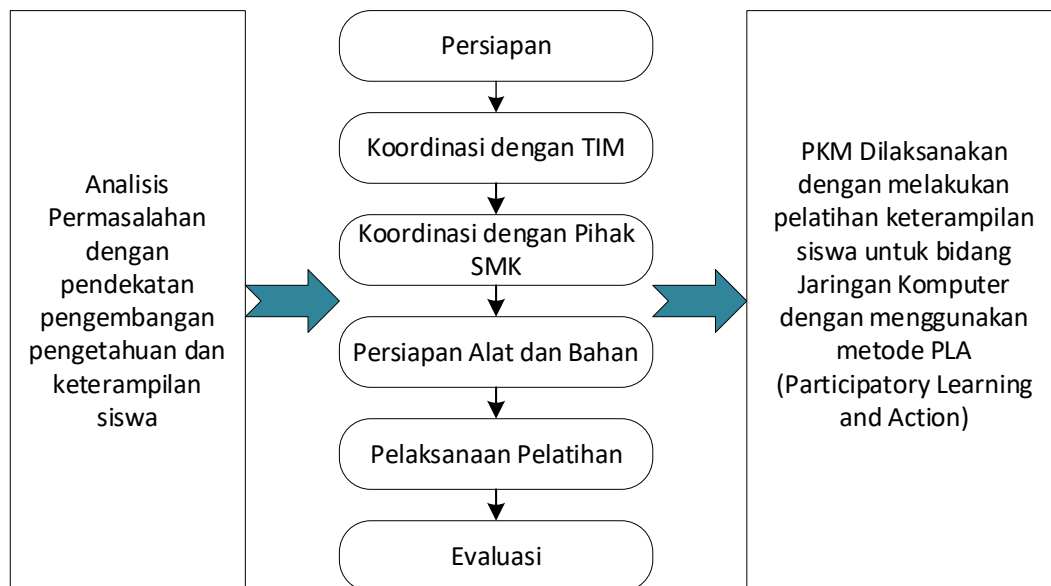 Analisis
Permasalahan
dengan
pendekatan
pengembangan
pengetahuan dan
keterampilan
siswa
Persiapan
Koordinasi dengan TIM
Koordinasi dengan Pihak
SMK
Persiapan Alat dan Bahan
Pelaksanaan Pelatihan
Evaluasi
PKM Dilaksanakan
dengan melakukan
pelatihan keterampilan
siswa untuk bidang
Jaringan Komputer
dengan menggunakan
metode PLA
(Participatory Learning
and Action)